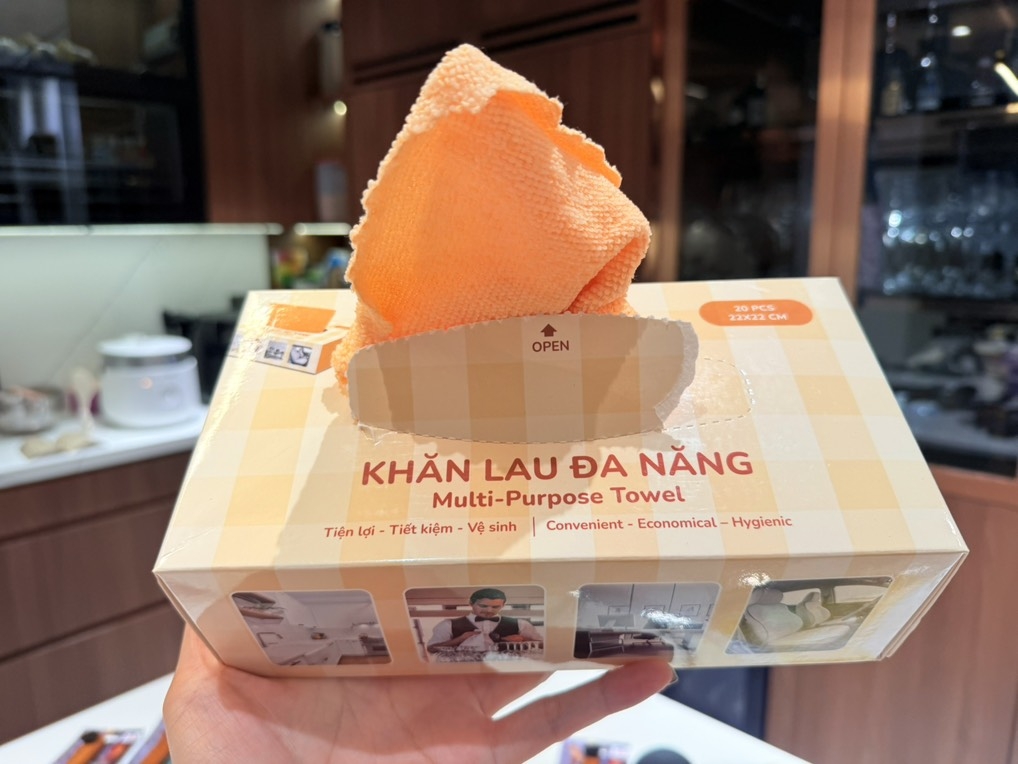 20 PCS
22X22 CM
OPEN
KHĂN LAU ĐA NĂNG
Multi-Purpose Towel
Tiện lợi - Tiết kiệm - Vệ sinh | Convenient - Economical – Hygienic